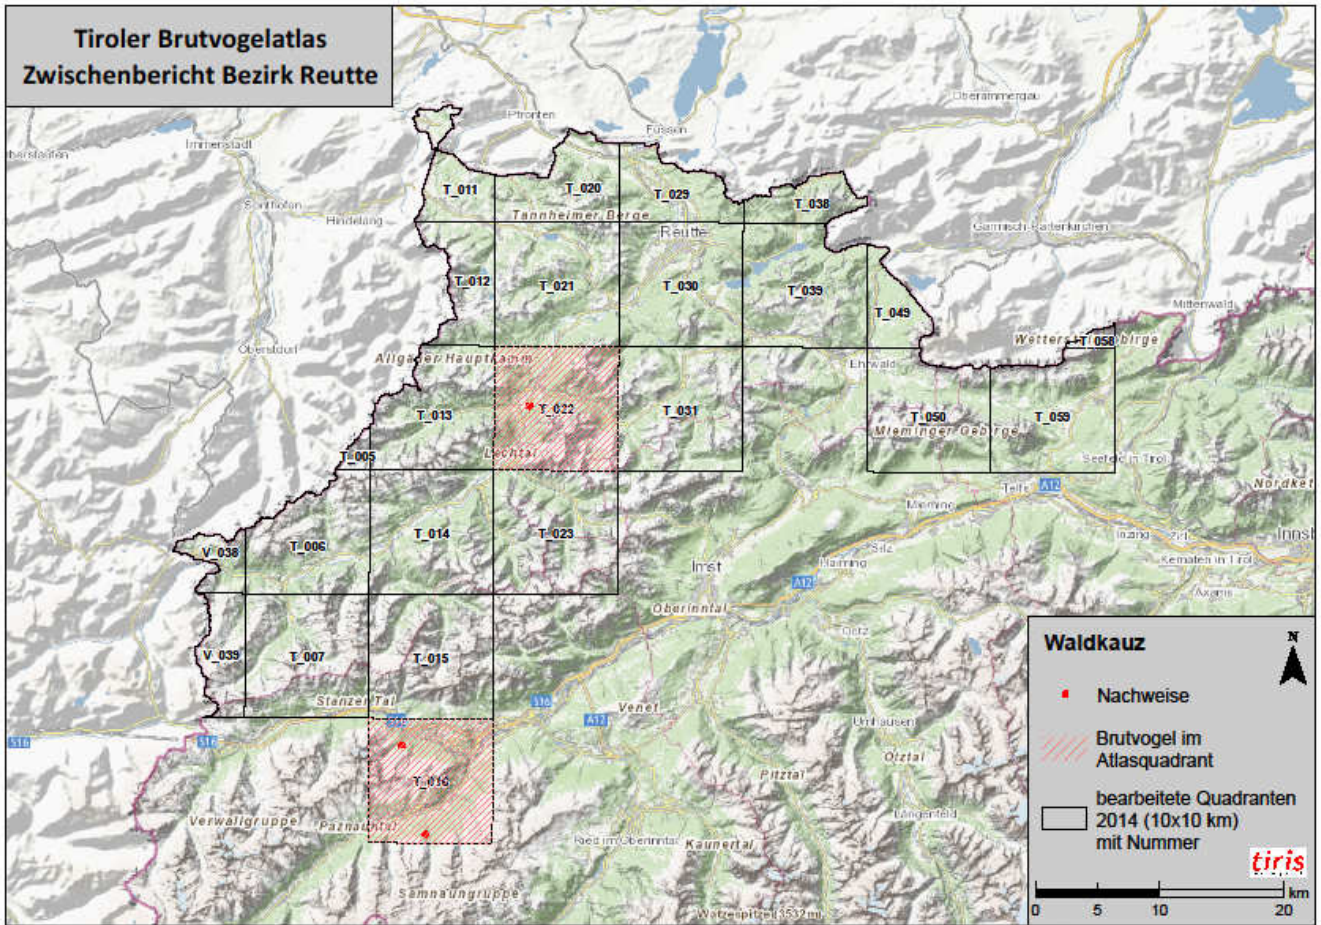 Tiroler Brutvogelatlas
Zwischenbericht Bezirk Reutte
Oberammergau
Pfronten
Füssen
Immenstadt
T_011
T_020
T_029
T_038
Sonthofen
Hindelang
Tannheimer Berge
Reutte
Garmisch-Partenkirchen
T_012
T_021
T_030
T_039
T_049
Mittenwald
T_058
Oberstdorf
Allgäuer Hauptkamm
Ehrwald
T_013
T_022
T_031
T_050
T_059
Mieminger Gebirge
Lechtal
T_005
Seefeld in Tirol
Telfs
A12
Mieming
T_014
T_023
T_006
V_038
Silz
Inzing
Zirl
Imst
Haiming
Kematen in Tirol
A12
Axams
Oberinntal
Oetz
V_039
T_007
T_015
Stanzer Tal
S16
Venet
A12
Umhausen
S16
S16
S16
Ötztal
Pitztal
T_016
Verwallgruppe
Paznauntal
Längenfeld
Ried im Oberinntal
Kaunertal
Samnaungruppe
Waldkauz
N
Nachweise
Brutvogel im
Atlasquadrant
bearbeitete Quadranten
2014 (10x10 km)
mit Nummer
tiris
km
0 5 10 20